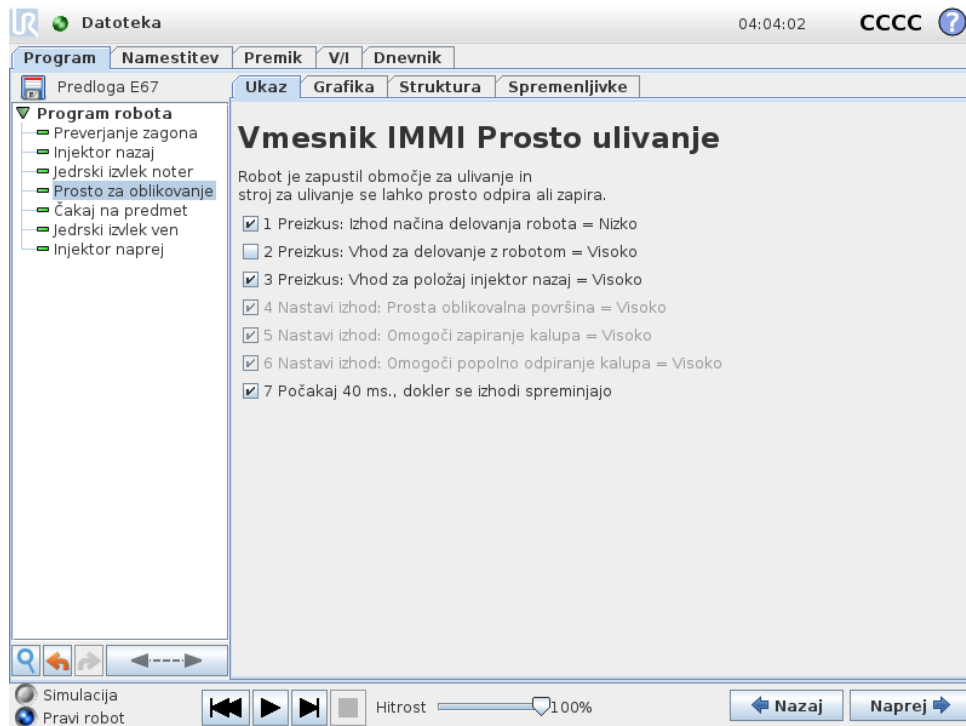 UR Datoteka 04:04:02 CCCC ?
Program Namestitev Premik V/I Dnevnik
Predloga E67
Ukaz Grafika Struktura Spremenljivke
Program robota
Preverjanje zagona
Injektor nazaj
Jedrski izvlek noter
Prosto za oblikovanje
Čakaj na predmet
Jedrski izvlek ven
Injektor naprej
Vmesnik IMMI Prosto ulivanje
Robot je zapustil območje za ulivanje in
stroj za ulivanje se lahko prosto odpira ali zapira.
1 Preizkus: Izhod načina delovanja robota = Nizko
2 Preizkus: Vhod za delovanje z robotom = Visoko
3 Preizkus: Vhod za položaj injektor nazaj = Visoko
4 Nastavi izhod: Prosta oblikovalna površina = Visoko
5 Nastavi izhod: Omogoči zapiranje kalupa = Visoko
6 Nastavi izhod: Omogoči popolno odpiranje kalupa = Visoko
7 Počakaj 40 ms., dokler se izhodi spreminjajo
Simulacija
Pravi robot
Hitrost 100%
Nazaj Naprej